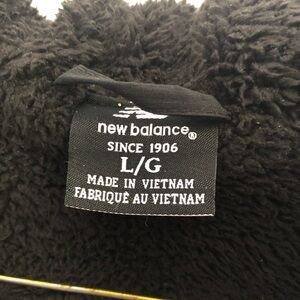 new balance®
SINCE 1906
L/G
MADE IN VIETNAM
FABRIQUÉ AU VIETNAM